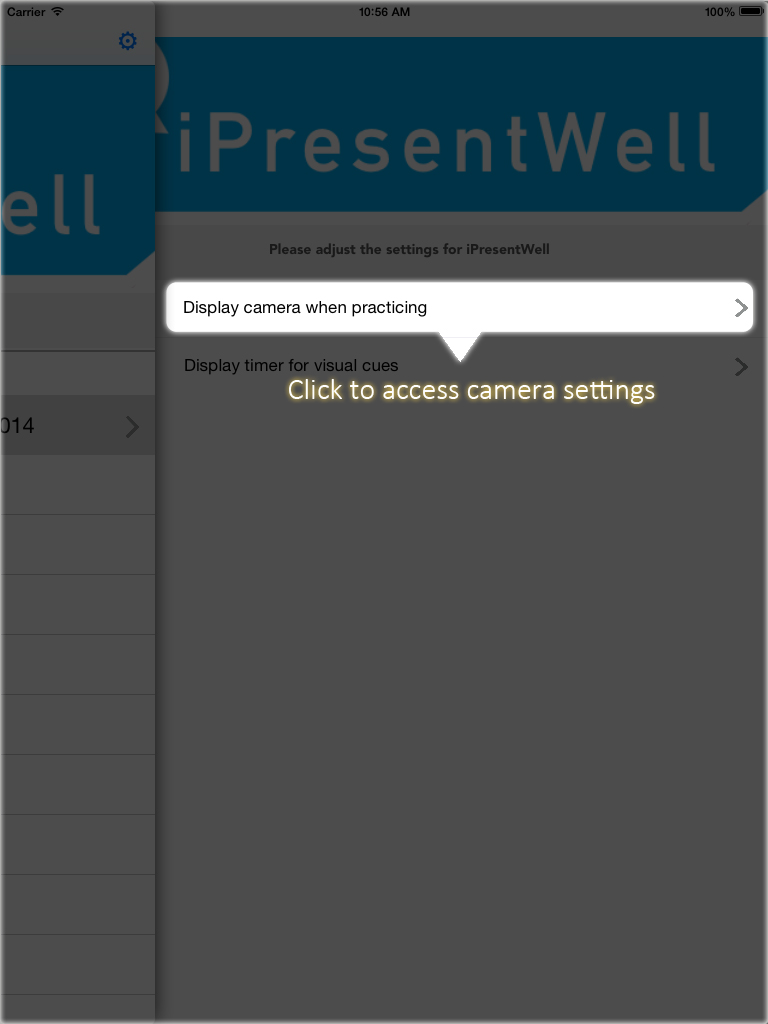 Carrier 10:56 AM 100%
iPresentWell
ell
Please adjust the settings for iPresentWell
Display camera when practicing
Display timer for visual cues
Click to access camera settings
014